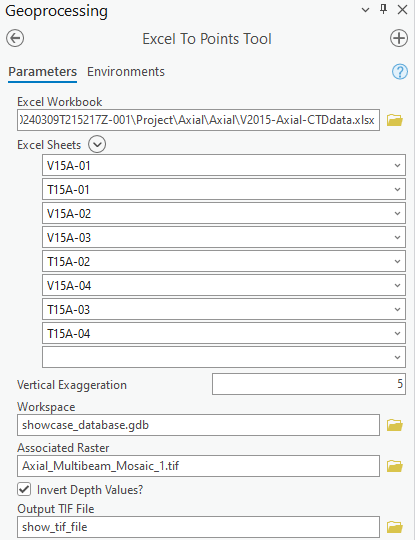 Geoprocessing
Excel To Points Tool
Parameters Environments
Excel Workbook
)240309T215217Z-001\Project\Axial\Axial\V2015-Axial-CTDdata.xlsx
Excel Sheets
V15A-01
T15A-01
V15A-02
V15A-03
T15A-02
V15A-04
T15A-03
T15A-04
Vertical Exaggeration 5
Workspace
showcase_database.gdb
Associated Raster
Axial_Multibeam_Mosaic_1.tif
Invert Depth Values?
Output TIF File
show_tif_file